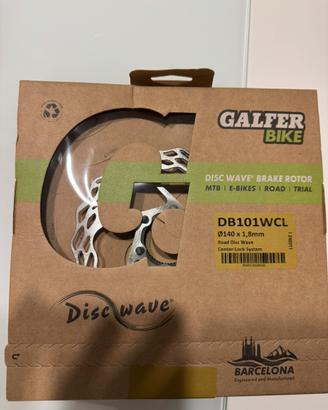 GALFER
BIKE
DISC WAVE® BRAKE ROTOR
MTB | E-BIKES | ROAD | TRIAL
DB101WCL
Ø140 x 1,8mm
Road Disc Wave
Center Lock System
Disc wave®
BARCELONA
Engineered and Manufactured